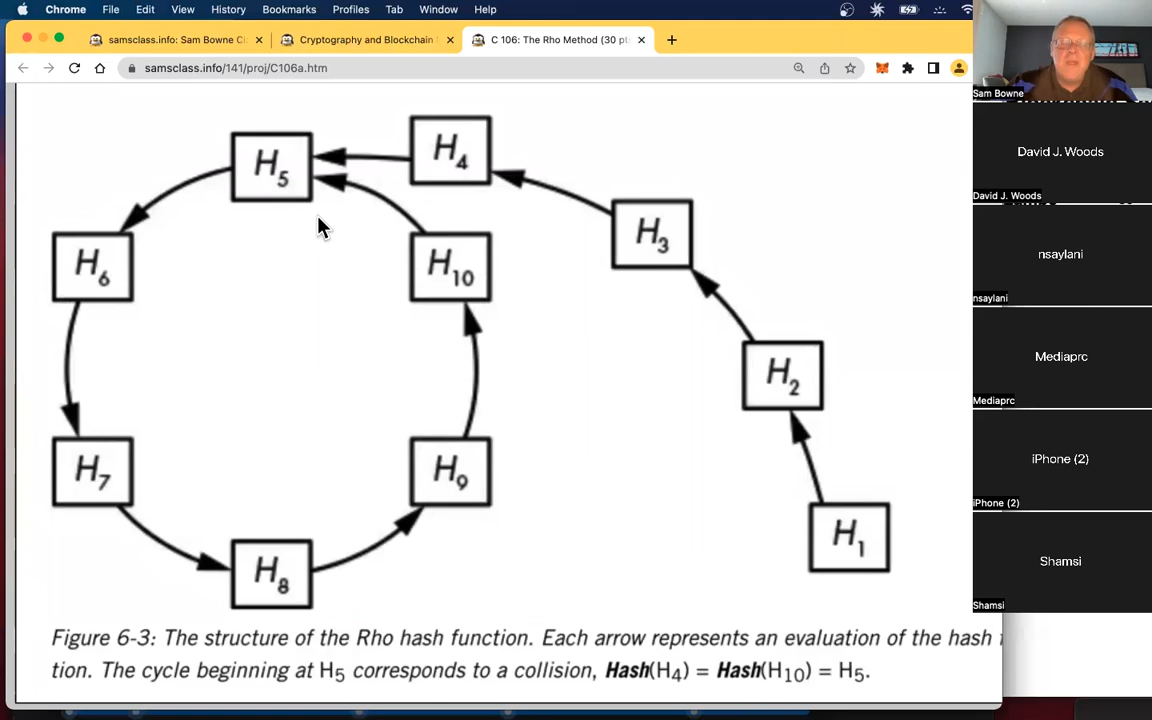 Chrome File Edit View History Bookmarks Profiles Tab Window Help
samsclass.info: Sam Bowne Cl
Cryptography and Blockchain
C 106: The Rho Method (30 pt
samsclass.info/141/proj/C106a.htm
H5
H4
H3
H6
H10
H2
H7
H9
H1
H8
Figure 6-3: The structure of the Rho hash function. Each arrow represents an evaluation of the hash
tion. The cycle beginning at H5 corresponds to a collision, Hash(H4) = Hash(H10) = H5.
Sam Bowne
David J. Woods
David J. Woods
nsaylani
nsaylani
Mediaprc
Mediaprc
iPhone (2)
iPhone (2)
Shamsi
Shamsi